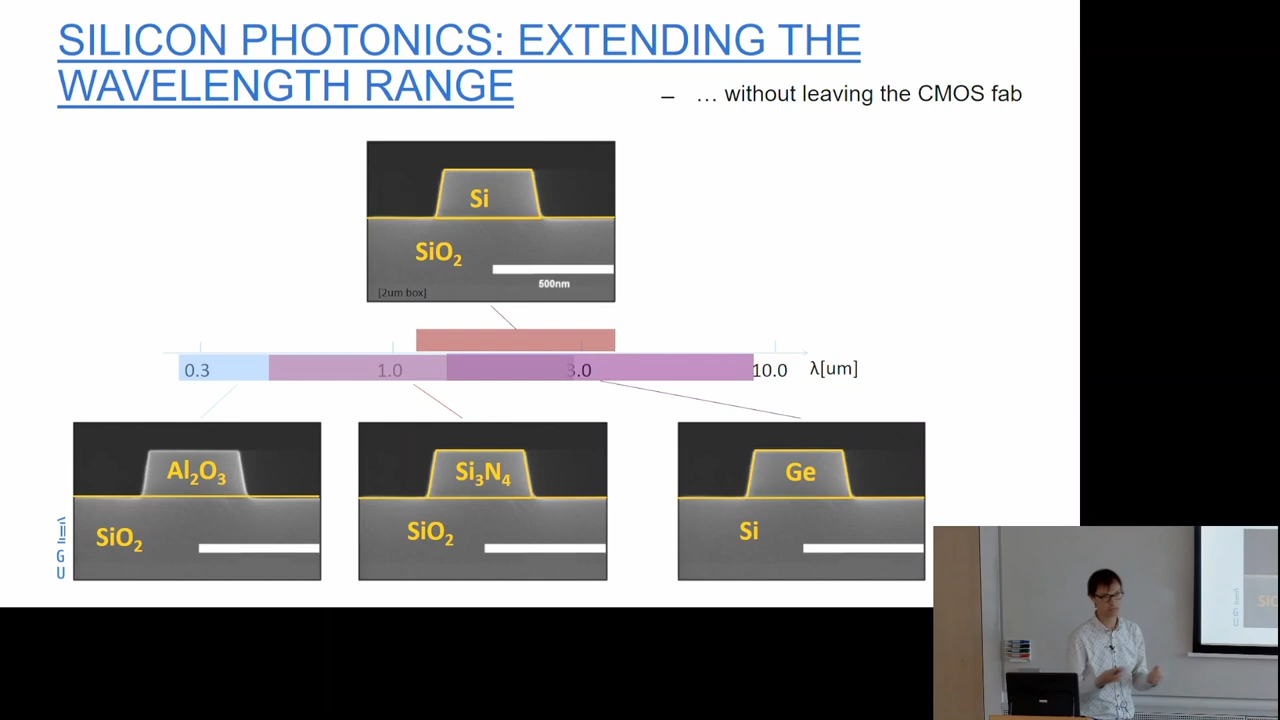 SILICON PHOTONICS: EXTENDING THE
WAVELENGTH RANGE
– … without leaving the CMOS fab
Si
SiO₂
500nm
[2um box]
0.3 1.0 3.0 10.0 λ[um]
Al₂O₃
SiO₂
Si₃N₄
SiO₂
Ge
Si
G
U